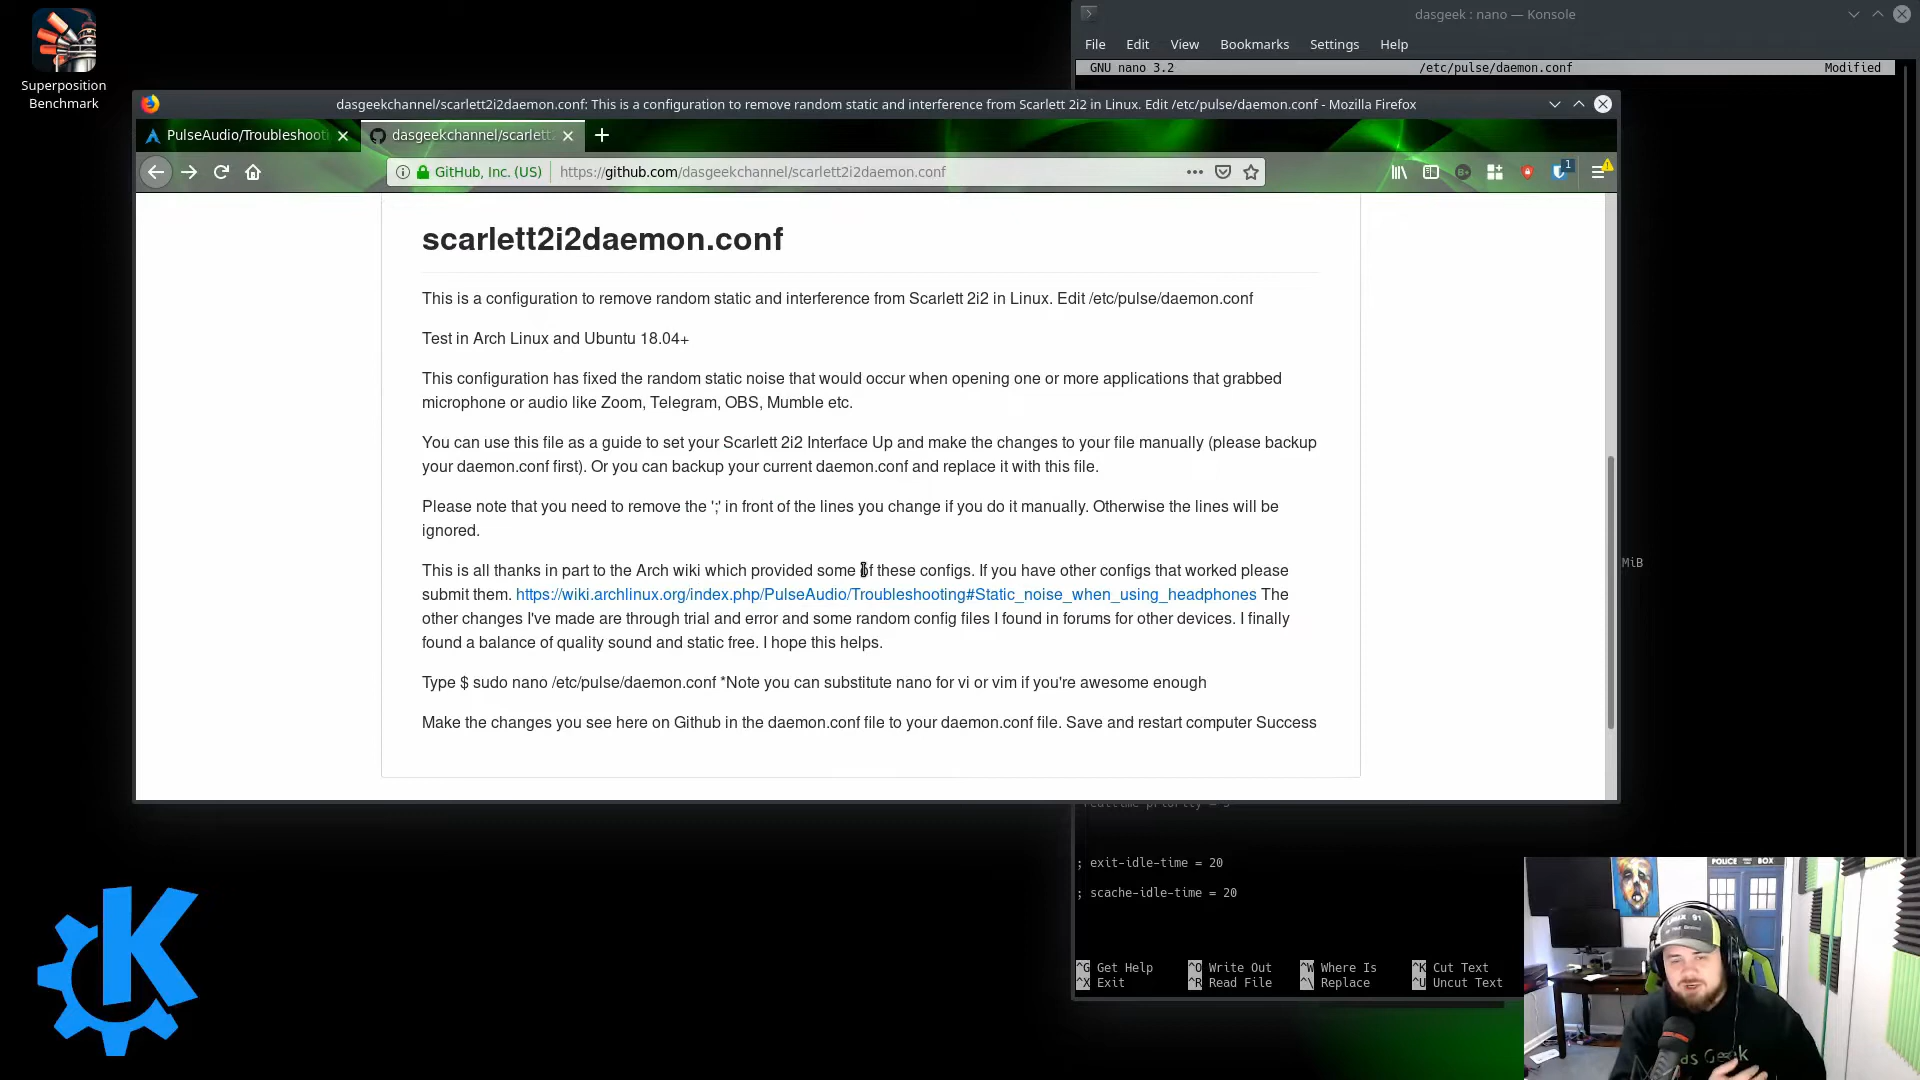 Superposition
Benchmark
dasgeek : nano — Konsole
File Edit View Bookmarks Settings Help
GNU nano 3.2 /etc/pulse/daemon.conf Modified
dasgeekchannel/scarlett2i2daemon.conf: This is a configuration to remove random static and interference from Scarlett 2i2 in Linux. Edit /etc/pulse/daemon.conf - Mozilla Firefox
PulseAudio/Troubleshooti
dasgeekchannel/scarlett2
GitHub, Inc. (US) https://github.com/dasgeekchannel/scarlett2i2daemon.conf
1
scarlett2i2daemon.conf
This is a configuration to remove random static and interference from Scarlett 2i2 in Linux. Edit /etc/pulse/daemon.conf
Test in Arch Linux and Ubuntu 18.04+
This configuration has fixed the random static noise that would occur when opening one or more applications that grabbed
microphone or audio like Zoom, Telegram, OBS, Mumble etc.
You can use this file as a guide to set your Scarlett 2i2 Interface Up and make the changes to your file manually (please backup
your daemon.conf first). Or you can backup your current daemon.conf and replace it with this file.
Please note that you need to remove the ';' in front of the lines you change if you do it manually. Otherwise the lines will be
ignored.
MiB
This is all thanks in part to the Arch wiki which provided some of these configs. If you have other configs that worked please
submit them. https://wiki.archlinux.org/index.php/PulseAudio/Troubleshooting#Static_noise_when_using_headphones The
other changes I've made are through trial and error and some random config files I found in forums for other devices. I finally
found a balance of quality sound and static free. I hope this helps.
Type $ sudo nano /etc/pulse/daemon.conf *Note you can substitute nano for vi or vim if you're awesome enough
Make the changes you see here on Github in the daemon.conf file to your daemon.conf file. Save and restart computer Success
; exit-idle-time = 20
; scache-idle-time = 20
^G Get Help ^O Write Out ^W Where Is ^K Cut Text
^X Exit ^R Read File ^\ Replace ^U Uncut Text
POLICE BOX
as Geek